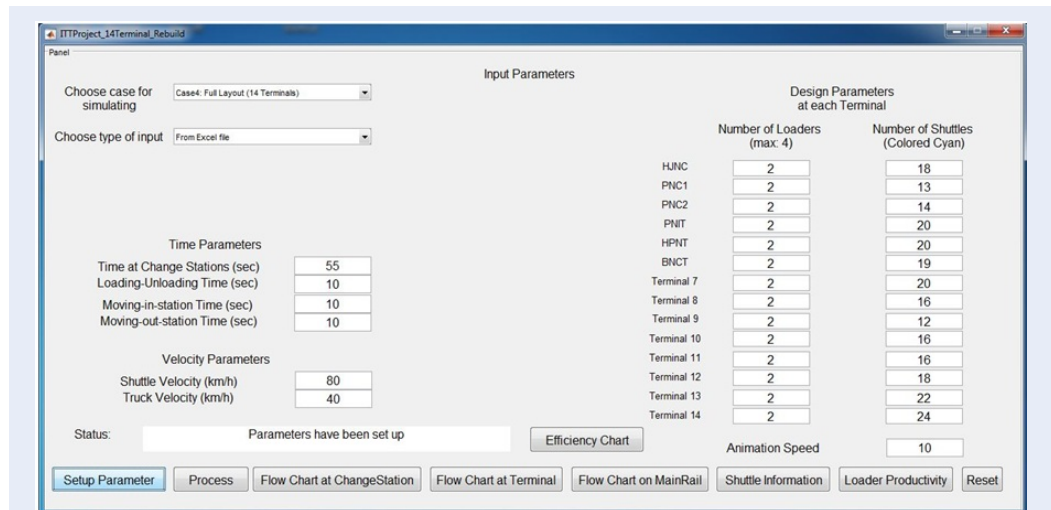 ITTProject_14Terminal_Rebuild
Panel
Input Parameters
Choose case for simulating
Case4: Full Layout (14 Terminals)
Choose type of input
From Excel file
Design Parameters
at each Terminal
Number of Loaders
(max: 4)
Number of Shuttles
(Colored Cyan)
HJNC 2 18
PNC1 2 13
PNC2 2 14
PNIT 2 20
HPNT 2 20
BNCT 2 19
Terminal 7 2 20
Terminal 8 2 16
Terminal 9 2 12
Terminal 10 2 16
Terminal 11 2 16
Terminal 12 2 18
Terminal 13 2 22
Terminal 14 2 24
Time Parameters
Time at Change Stations (sec) 55
Loading-Unloading Time (sec) 10
Moving-in-station Time (sec) 10
Moving-out-station Time (sec) 10
Velocity Parameters
Shuttle Velocity (km/h) 80
Truck Velocity (km/h) 40
Status: Parameters have been set up
Efficiency Chart
Animation Speed 10
Setup Parameter
Process
Flow Chart at ChangeStation
Flow Chart at Terminal
Flow Chart on MainRail
Shuttle Information
Loader Productivity
Reset